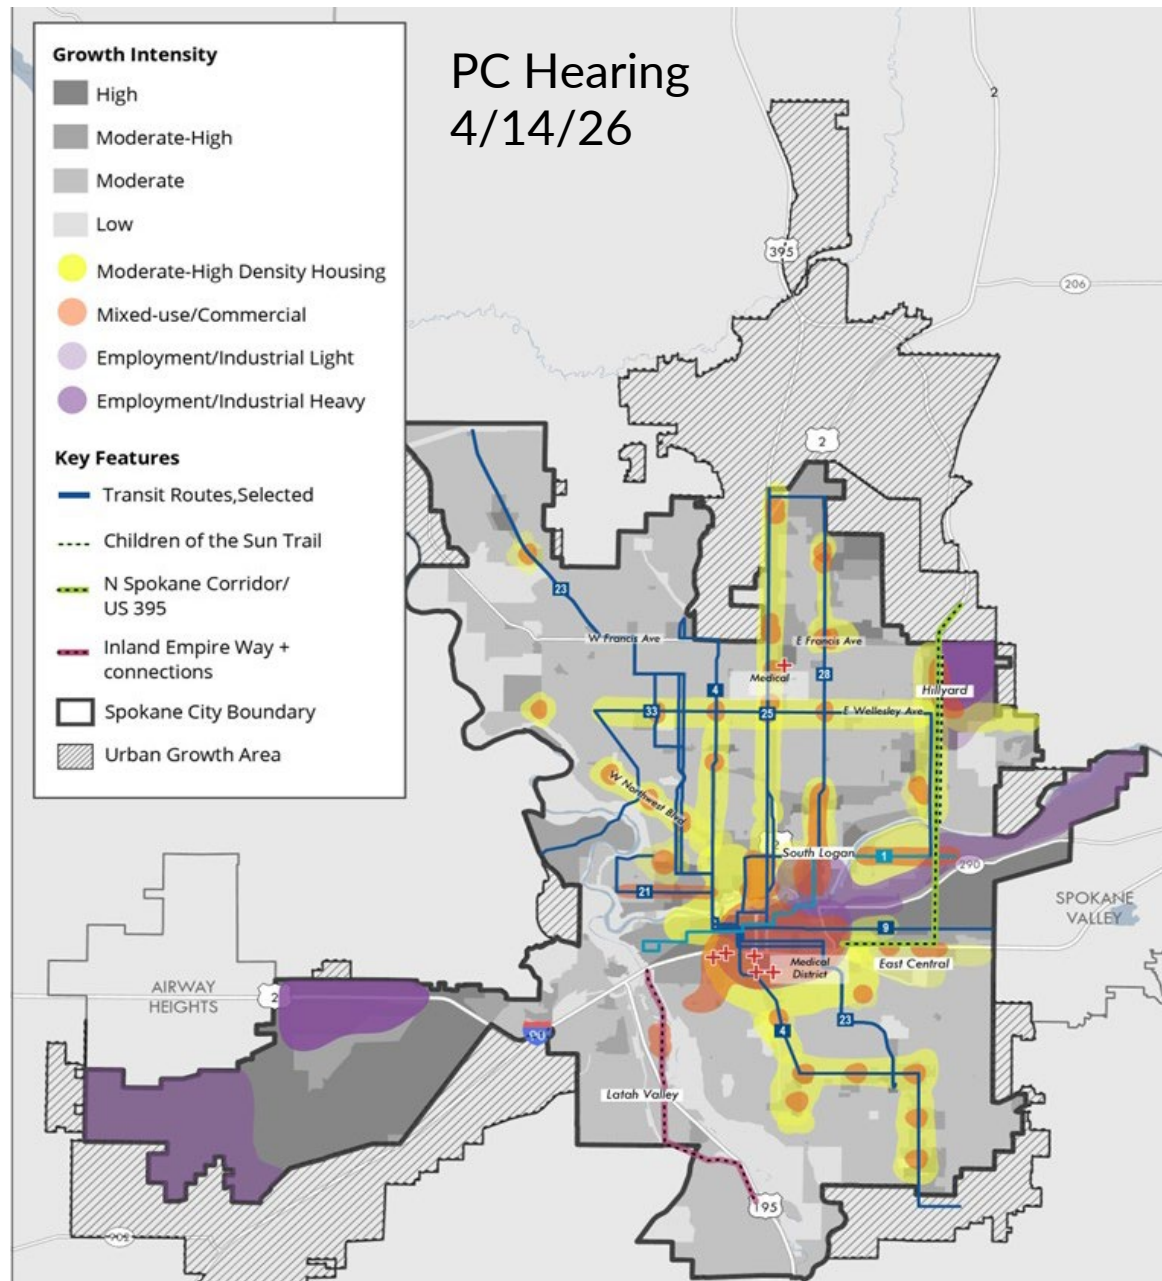 PC Hearing
4/14/26
Growth Intensity
High
Moderate-High
Moderate
Low
Moderate-High Density Housing
Mixed-use/Commercial
Employment/Industrial Light
Employment/Industrial Heavy
Key Features
Transit Routes,Selected
Children of the Sun Trail
N Spokane Corridor/
US 395
Inland Empire Way +
connections
Spokane City Boundary
Urban Growth Area
2
395
206
2
23
W Francis Ave
E Francis Ave
Medical
28
4
Hillyard
33
25
E Wellesley Ave
W Northwest Blvd
South Logan
1
290
21
SPOKANE
VALLEY
9
Medical
District
East Central
AIRWAY
HEIGHTS
2
90
4
23
Latah Valley
195
902